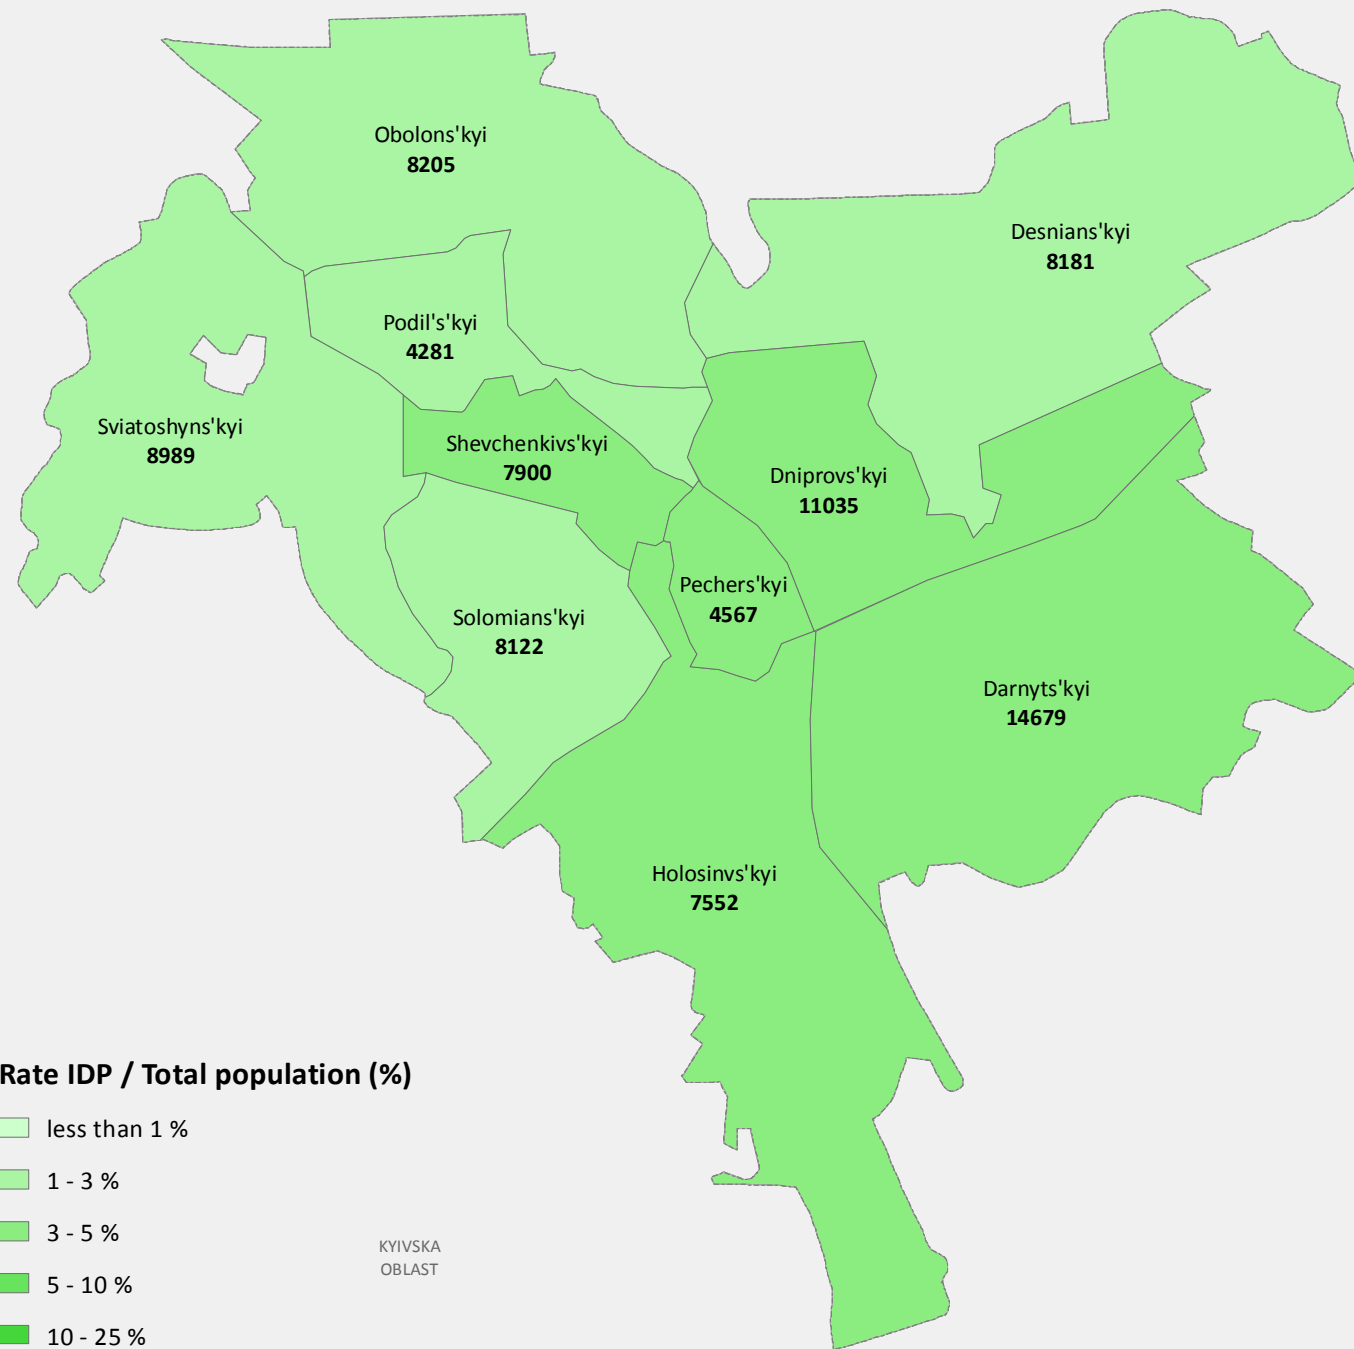 Obolons'kyi
8205
Desnians'kyi
8181
Podil's'kyi
4281
Sviatoshyns'kyi
8989
Shevchenkivs'kyi
7900
Dniprovs'kyi
11035
Pechers'kyi
4567
Solomians'kyi
8122
Darnyts'kyi
14679
Holosinvs'kyi
7552
Rate IDP / Total population (%)
less than 1 %
1 - 3 %
3 - 5 %
5 - 10 %
10 - 25 %
KYIVSKA
OBLAST